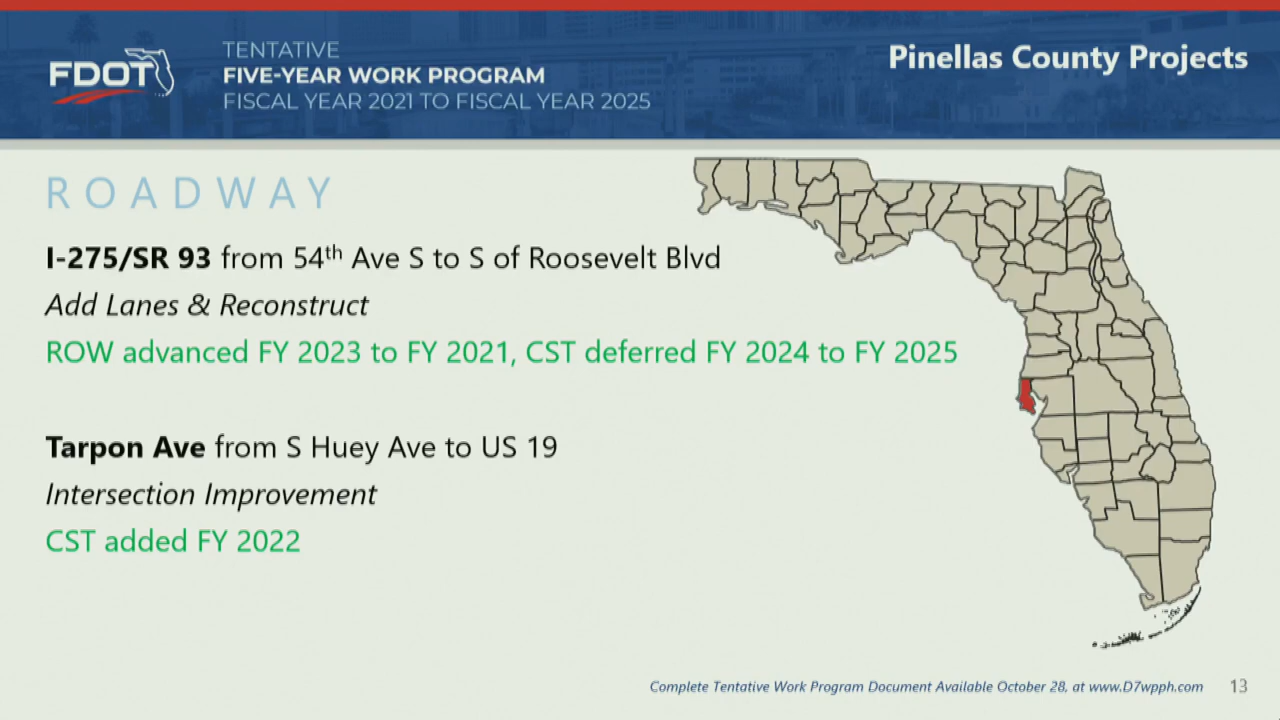 FDOT
TENTATIVE
FIVE-YEAR WORK PROGRAM
FISCAL YEAR 2021 TO FISCAL YEAR 2025
Pinellas County Projects
ROADWAY
I-275/SR 93 from 54th Ave S to S of Roosevelt Blvd
Add Lanes & Reconstruct
ROW advanced FY 2023 to FY 2021, CST deferred FY 2024 to FY 2025
Tarpon Ave from S Huey Ave to US 19
Intersection Improvement
CST added FY 2022
Complete Tentative Work Program Document Available October 28, at www.D7wpph.com 13